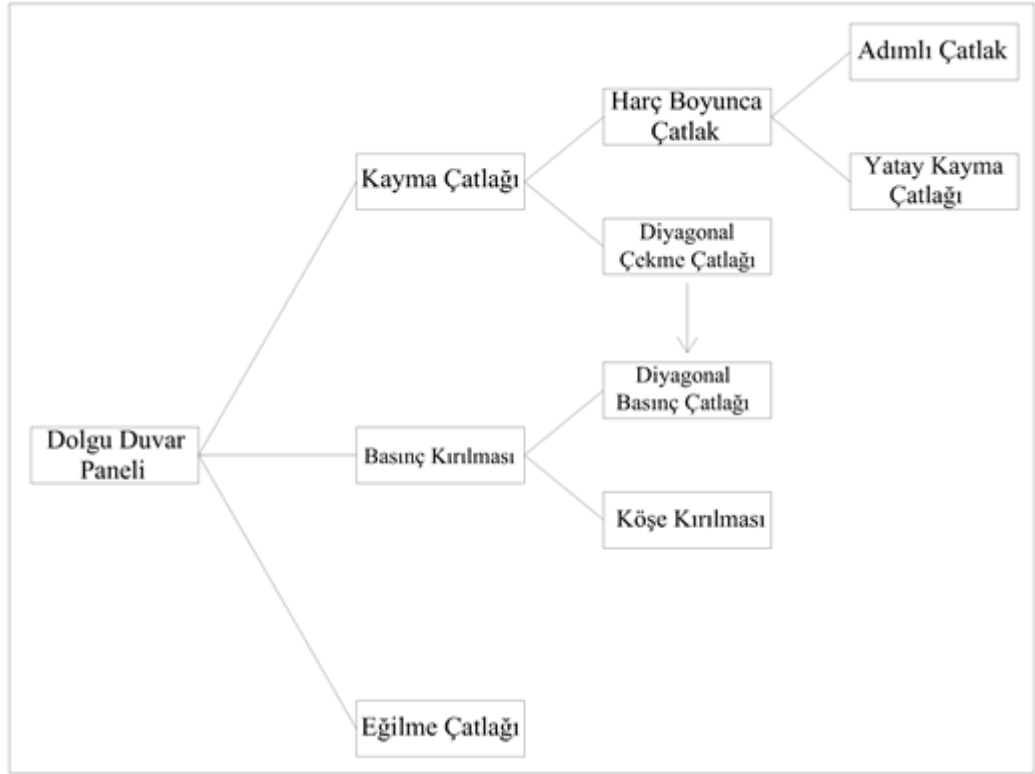 Dolgu Duvar
Paneli
Kayma Çatlağı
Harç Boyunca
Çatlak
Adımlı Çatlak
Yatay Kayma
Çatlağı
Diyagonal
Çekme Çatlağı
Basınç Kırılması
Diyagonal
Basınç Çatlağı
Köşe Kırılması
Eğilme Çatlağı